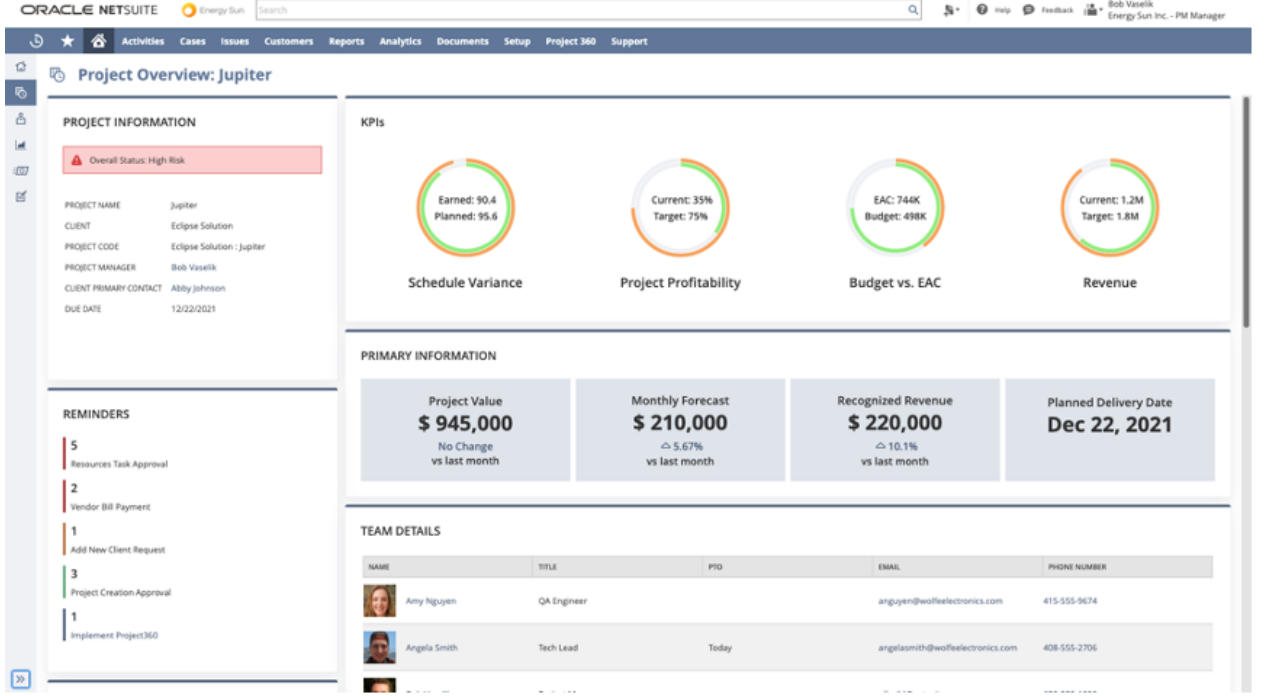 ORACLE NETSUITE
Energy Sun
Search
Help
Feedback
Bob Vaselik
Energy Sun Inc. - PM Manager
Activities Cases Issues Customers Reports Analytics Documents Setup Project 360 Support
Project Overview: Jupiter
PROJECT INFORMATION
Overall Status: High Risk
PROJECT NAME Jupiter
CLIENT Eclipse Solution
PROJECT CODE Eclipse Solution : Jupiter
PROJECT MANAGER Bob Vaselik
CLIENT PRIMARY CONTACT Abby Johnson
DUE DATE 12/22/2021
REMINDERS
5
Resources Task Approval
2
Vendor Bill Payment
1
Add New Client Request
3
Project Creation Approval
1
Implement Project360
KPIs
Earned: 90.4
Planned: 95.6
Schedule Variance
Current: 35%
Target: 75%
Project Profitability
EAC: 744K
Budget: 498K
Budget vs. EAC
Current: 1.2M
Target: 1.8M
Revenue
PRIMARY INFORMATION
Project Value
$ 945,000
No Change
vs last month
Monthly Forecast
$ 210,000
5.67%
vs last month
Recognized Revenue
$ 220,000
10.1%
vs last month
Planned Delivery Date
Dec 22, 2021
TEAM DETAILS
NAME TITLE PTO EMAIL PHONE NUMBER
Amy Nguyen QA Engineer anguyen@wolfeelectronics.com 415-555-9674
Angela Smith Tech Lead Today angelasmith@wolfeelectronics.com 408-555-2706